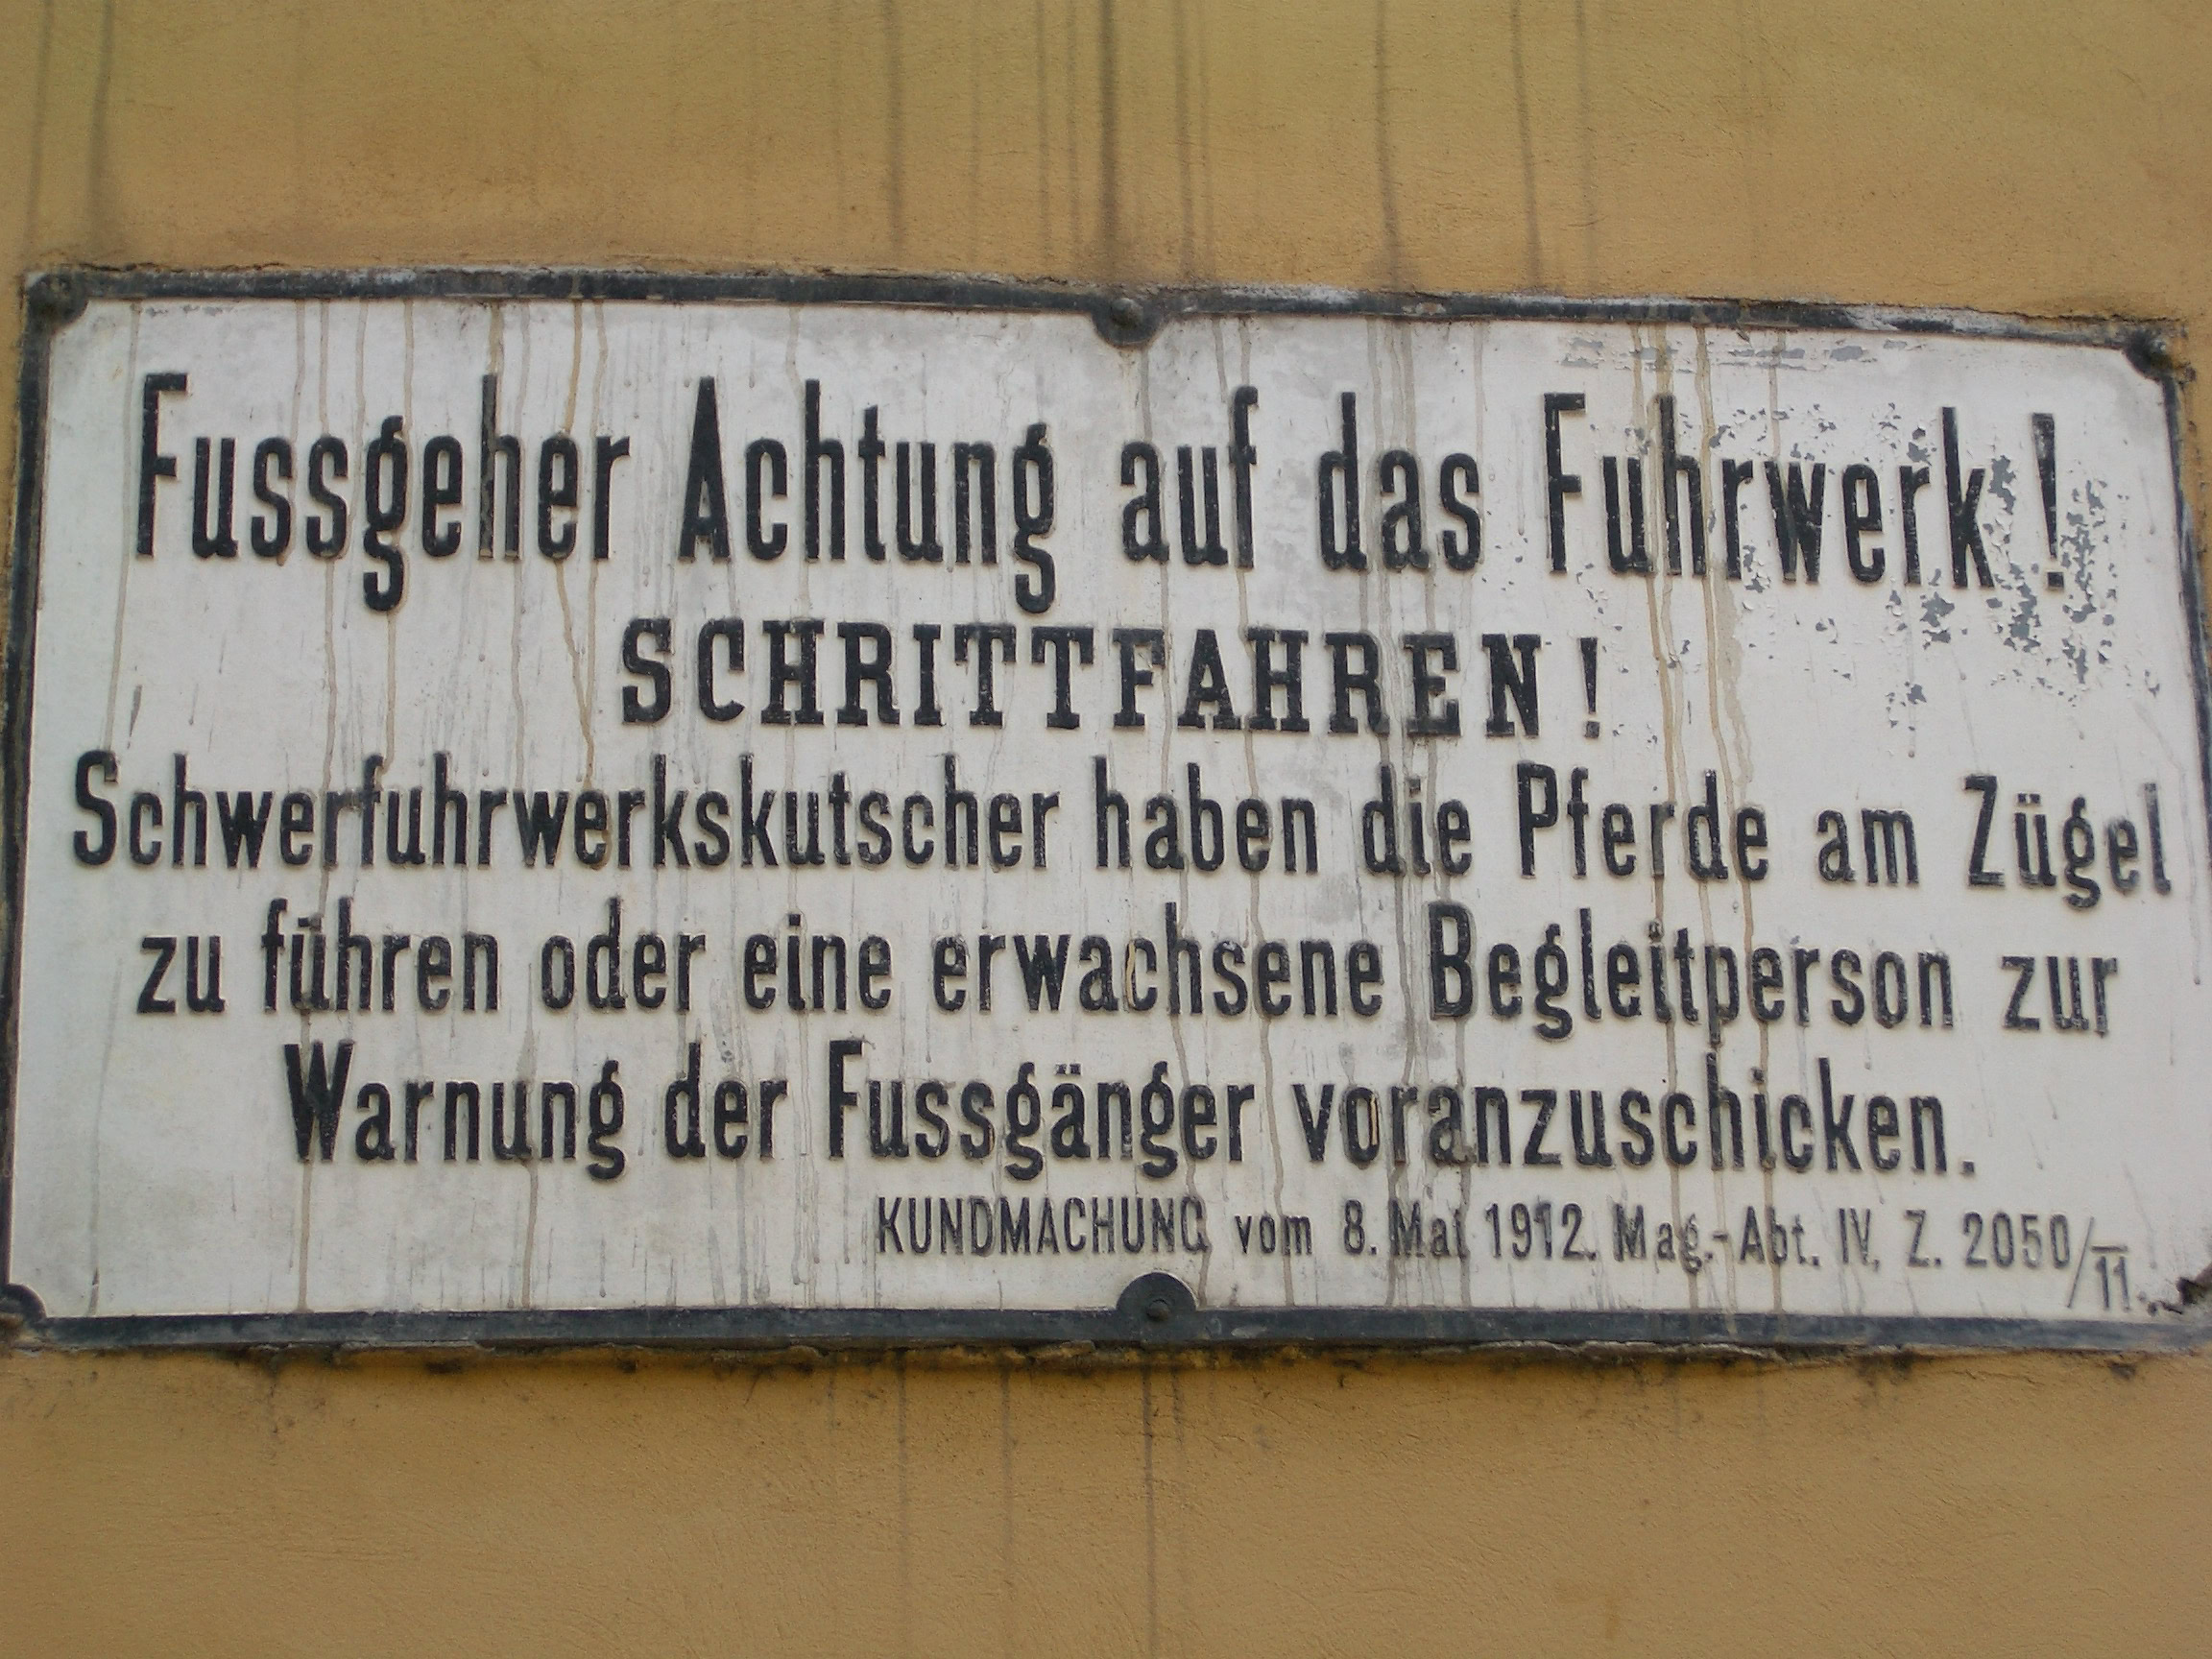 Fussgeher Achtung auf das Fuhrwerk!
SCHRITTFAHREN!
Schwerfuhrwerkskutscher haben die Pferde am Zügel
zu führen oder eine erwachsene Begleitperson zur
Warnung der Fussgänger voranzuschicken.
KUNDMACHUNG vom 8. Mai 1912. Mag.-Abt. IV, Z. 2050/11.